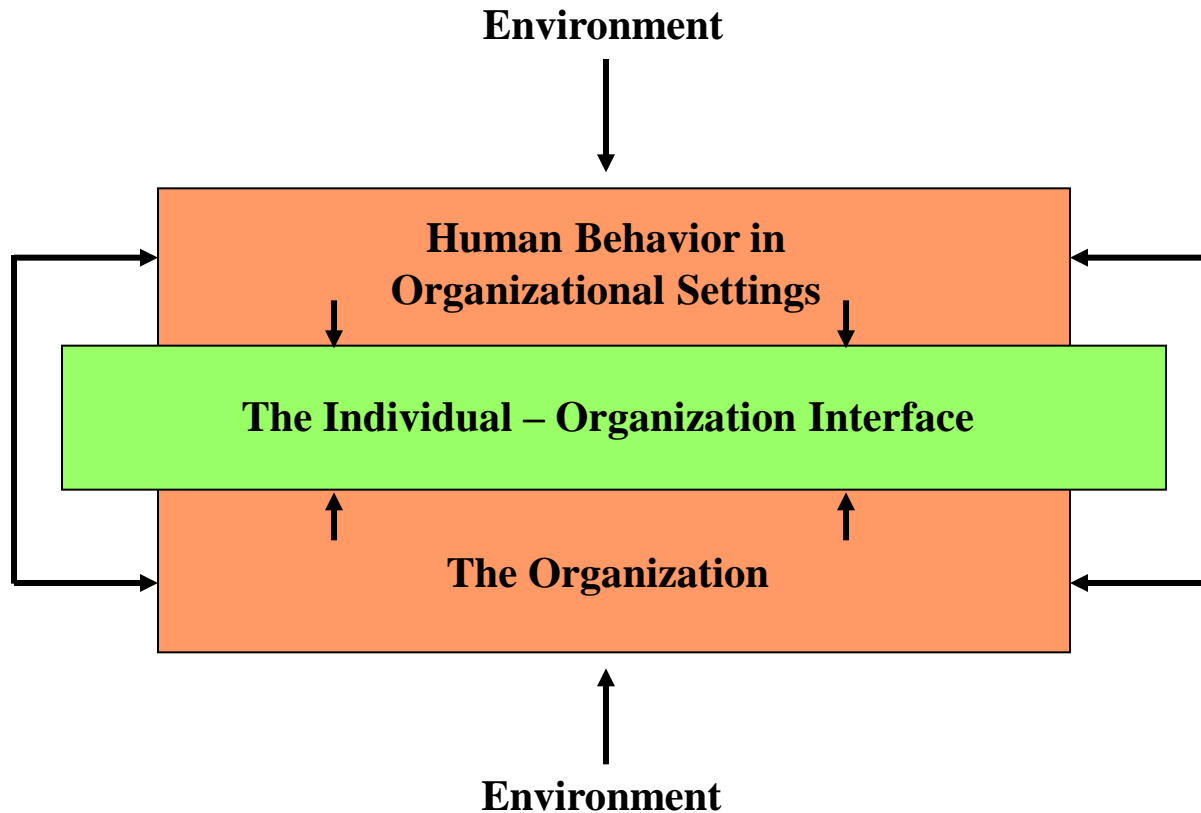 Environment
Human Behavior in
Organizational Settings
The Individual – Organization Interface
The Organization
Environment